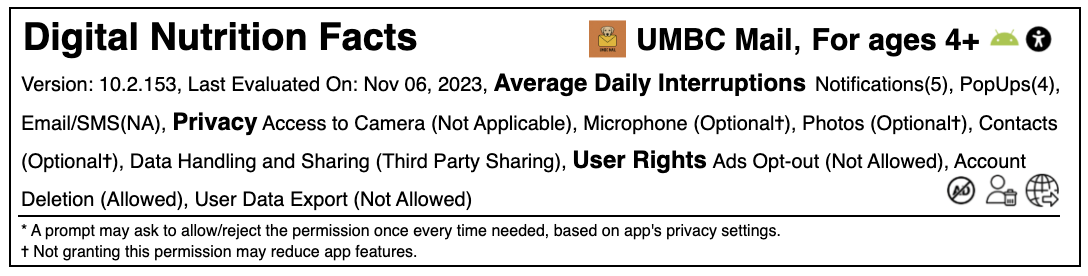 Digital Nutrition Facts
UMBC Mail, For ages 4+
Version: 10.2.153, Last Evaluated On: Nov 06, 2023, Average Daily Interruptions Notifications(5), PopUps(4),
Email/SMS(NA), Privacy Access to Camera (Not Applicable), Microphone (Optional†), Photos (Optional†), Contacts
(Optional†), Data Handling and Sharing (Third Party Sharing), User Rights Ads Opt-out (Not Allowed), Account
Deletion (Allowed), User Data Export (Not Allowed)
AD
* A prompt may ask to allow/reject the permission once every time needed, based on app's privacy settings.
† Not granting this permission may reduce app features.